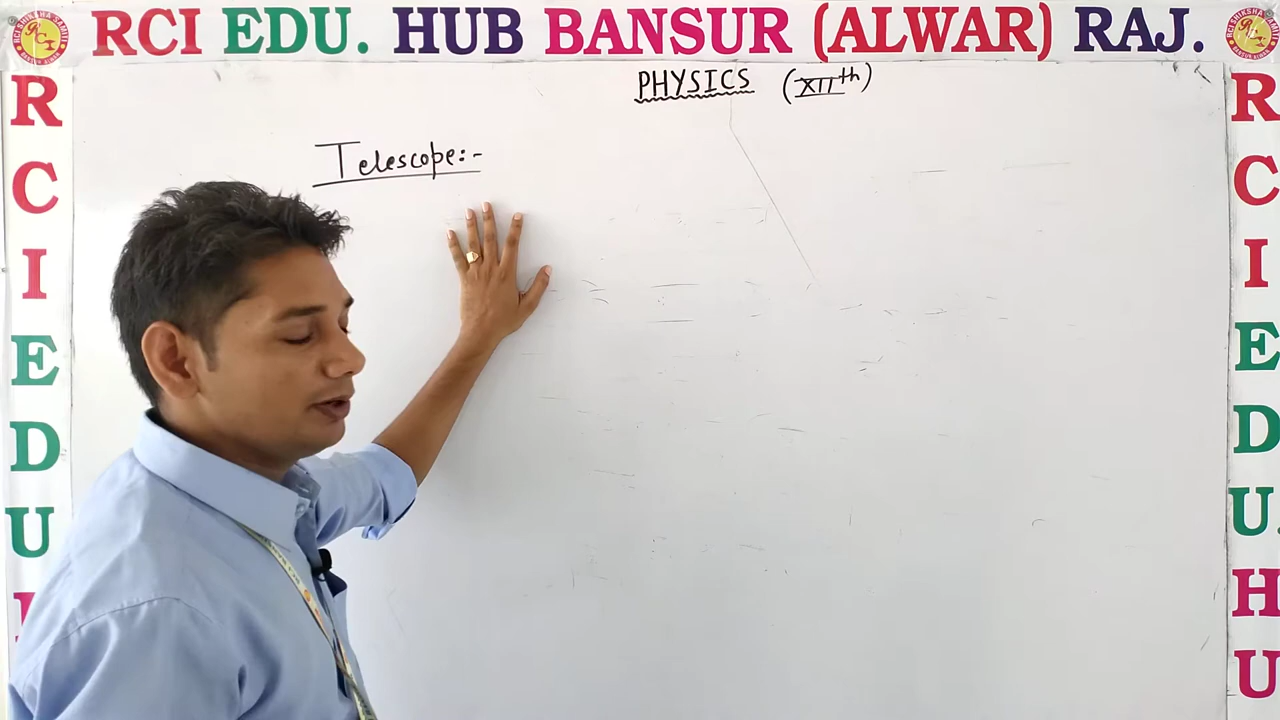 RCI EDU. HUB BANSUR (ALWAR) RAJ.
PHYSICS (XIIth)
Telescope:-
R
C
I
E
D
U
R
C
I
E
D
U.
H
U